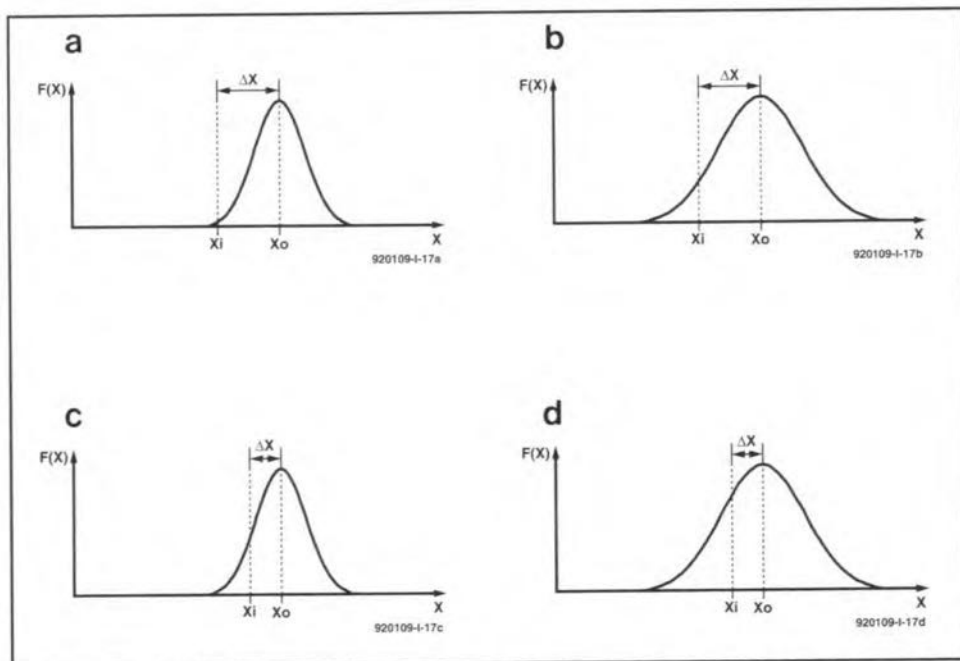 a
ΔX
F(X)
Xi Xo X
920109-I-17a
b
ΔX
F(X)
Xi Xo X
920109-I-17b
c
ΔX
F(X)
Xi Xo X
920109-I-17c
d
ΔX
F(X)
Xi Xo X
920109-I-17d